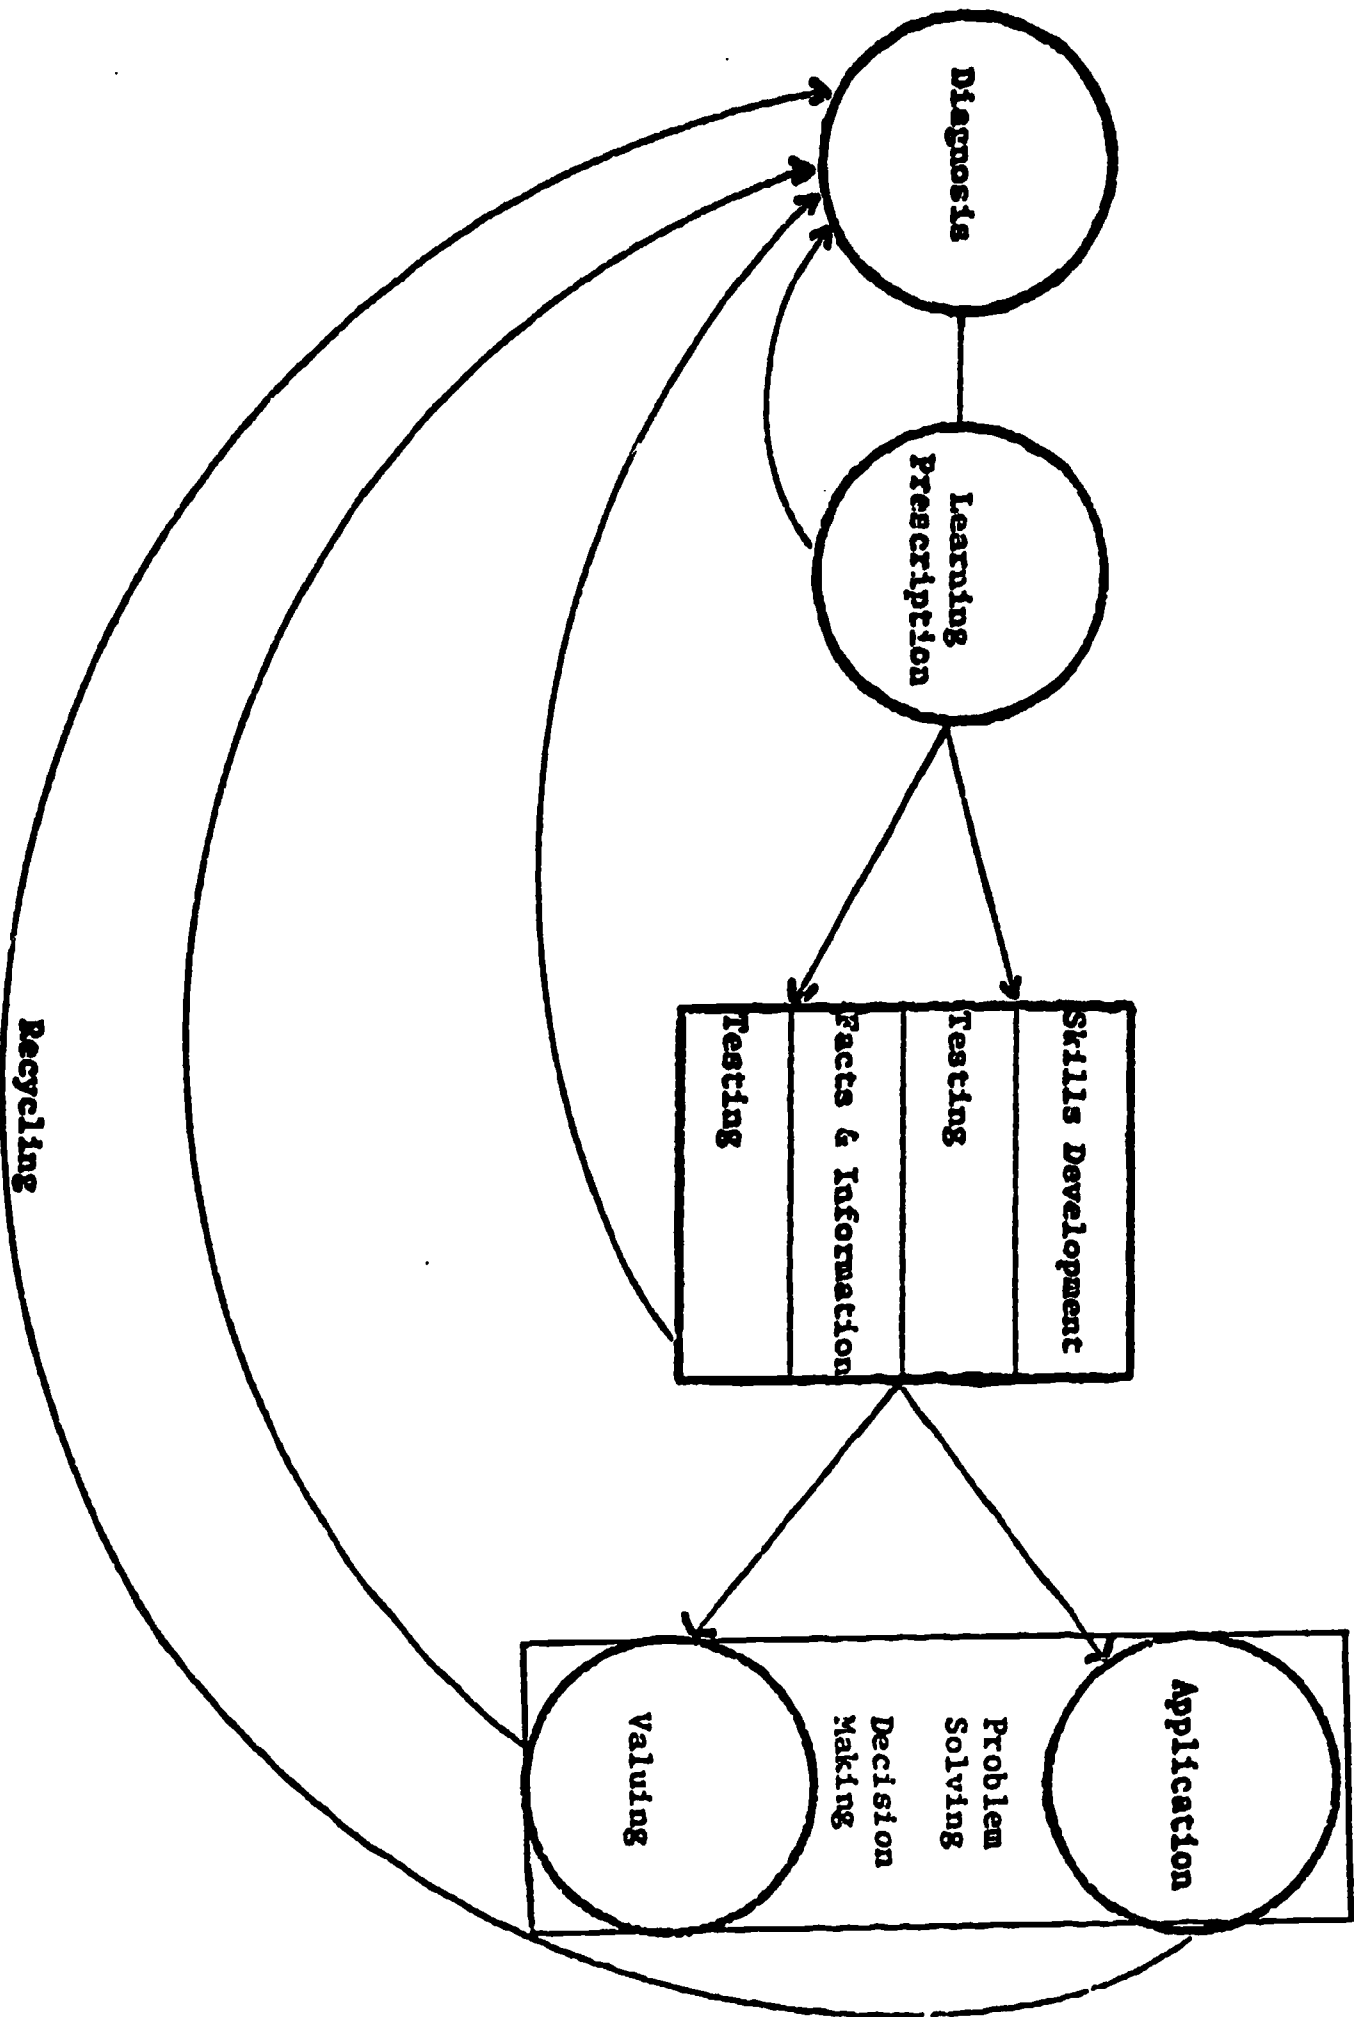 Diagnosis
Learning
Prescription
Skills Development
Testing
Facts & Information
Testing
Application
Problem
Solving
Decision
Making
Valuing
Recycling